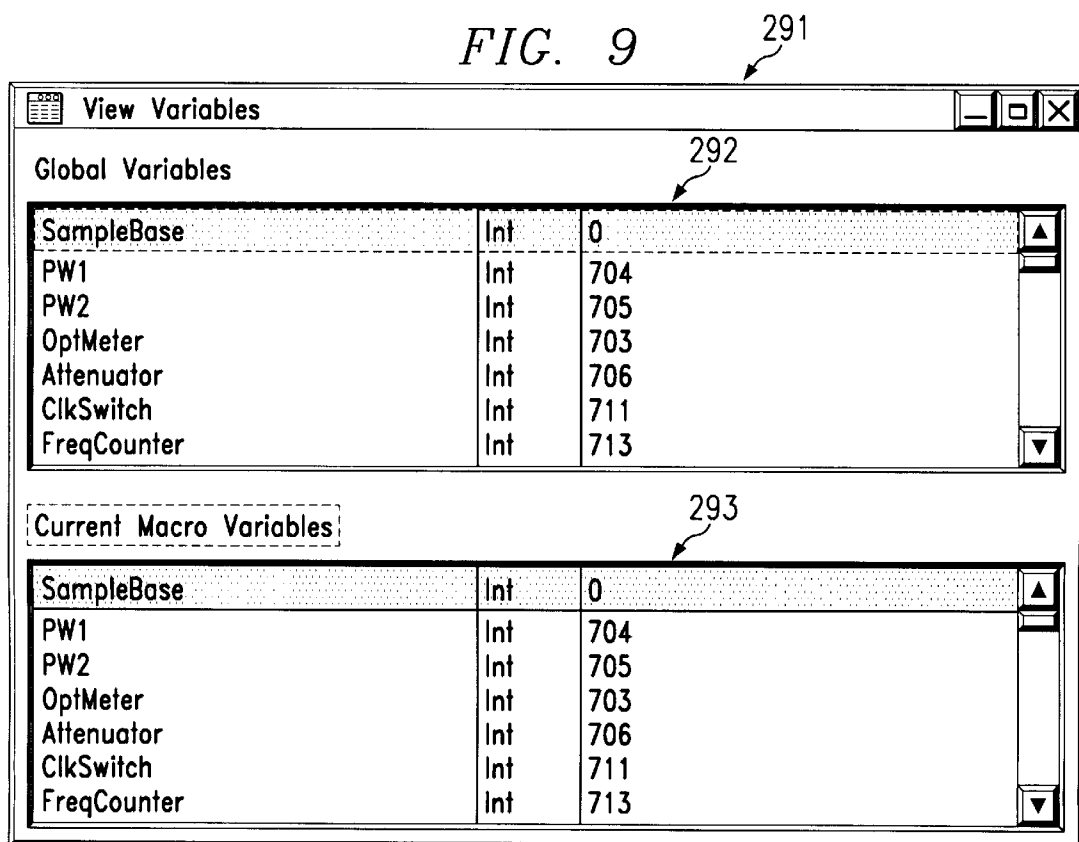 FIG. 9
291
View Variables
292
Global Variables
SampleBase Int 0
PW1 Int 704
PW2 Int 705
OptMeter Int 703
Attenuator Int 706
ClkSwitch Int 711
FreqCounter Int 713
293
Current Macro Variables
SampleBase Int 0
PW1 Int 704
PW2 Int 705
OptMeter Int 703
Attenuator Int 706
ClkSwitch Int 711
FreqCounter Int 713